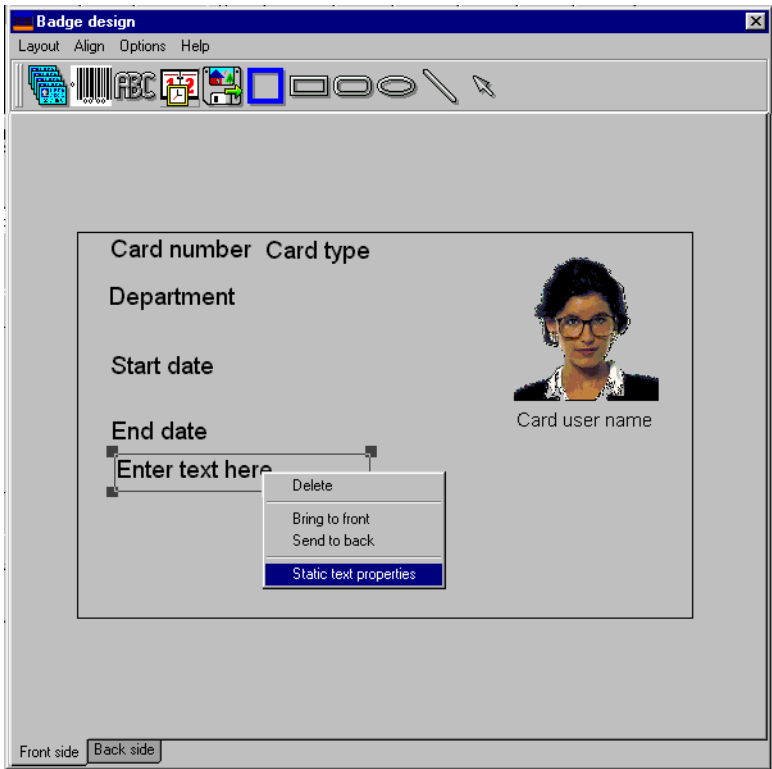 Badge design
Layout Align Options Help
ABC
Card number Card type
Department
Start date
End date
Card user name
Enter text here
Delete
Bring to front
Send to back
Static text properties
Front side Back side